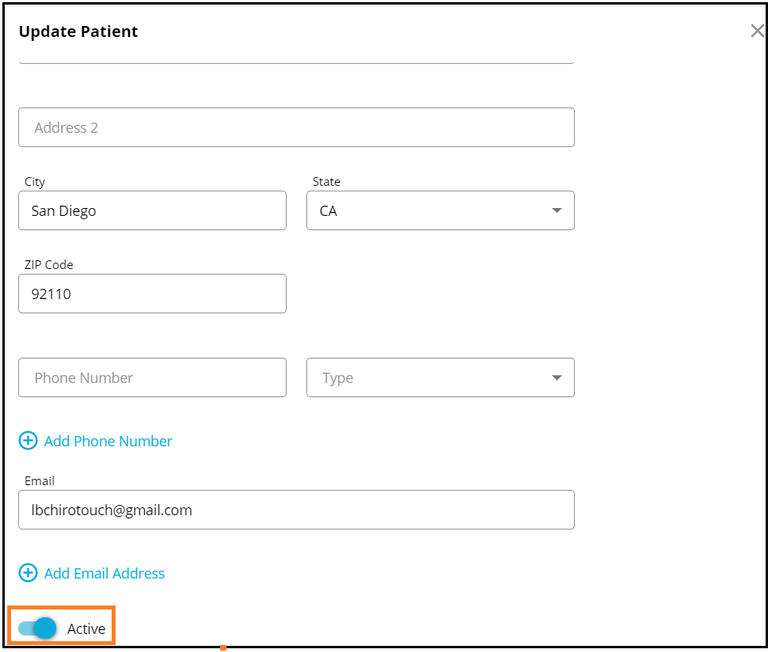 Update Patient
Address 2
City State
San Diego CA
ZIP Code
92110
Phone Number Type
Add Phone Number
Email
lbchirotouch@gmail.com
Add Email Address
Active